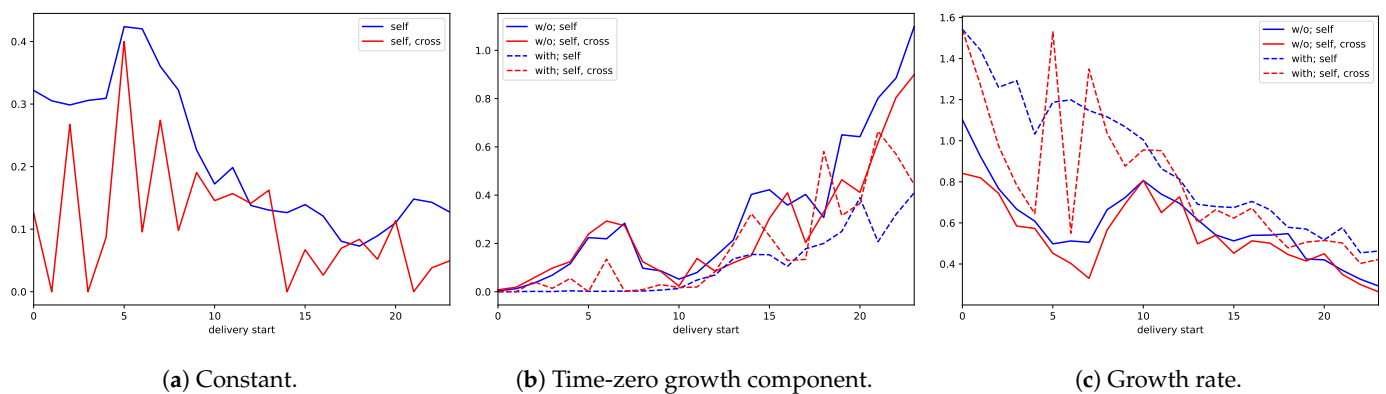 self
self, cross
0.4
0.3
0.2
0.1
0.0
0
5
10
15
20
delivery start
(a) Constant.
w/o; self
w/o; self, cross
with; self
with; self, cross
1.0
0.8
0.6
0.4
0.2
0.0
0
5
10
15
20
delivery start
(b) Time-zero growth component.
w/o; self
w/o; self, cross
with; self
with; self, cross
1.6
1.4
1.2
1.0
0.8
0.6
0.4
0
5
10
15
20
delivery start
(c) Growth rate.